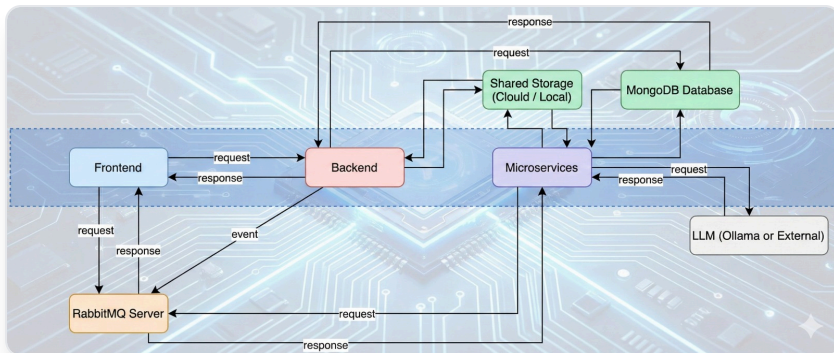 response
request
Shared Storage
(Clould / Local)
MongoDB Database
Frontend
request
response
Backend
Microservices
request
response
request
response
event
LLM (Ollama or External)
RabbitMQ Server
request
response